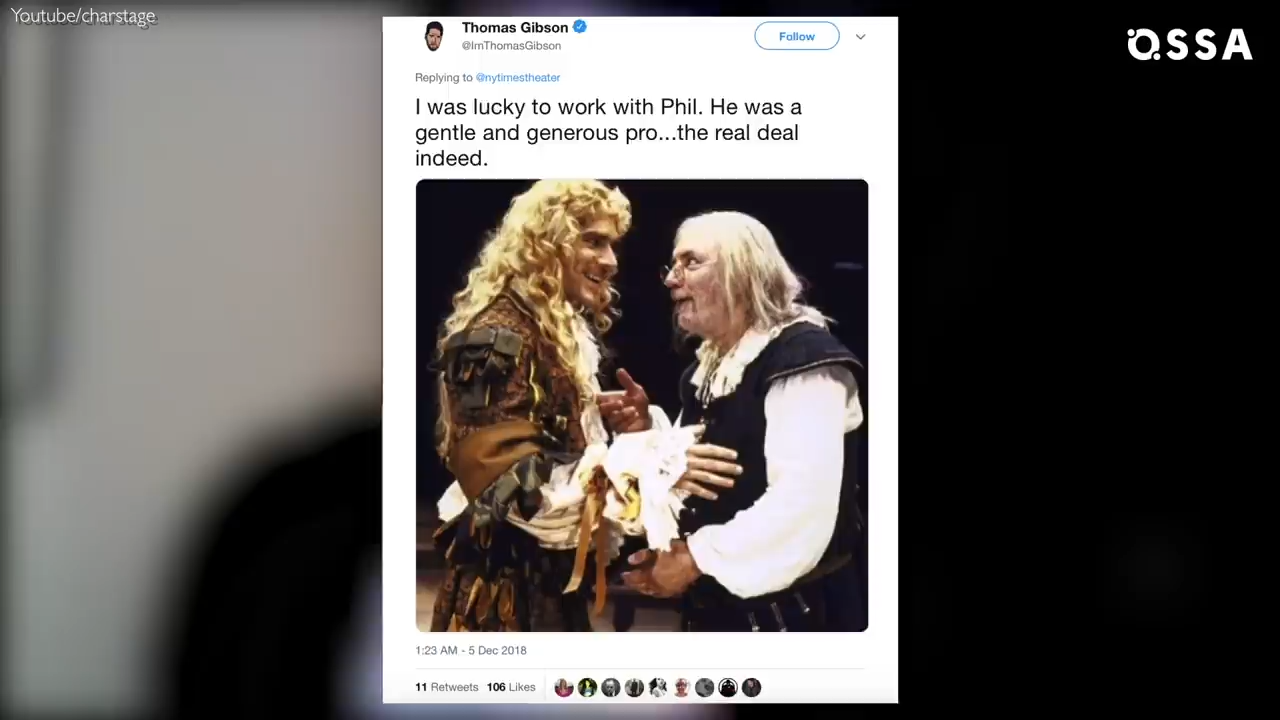 Youtube/charstage
OSSA
Thomas Gibson
@ImThomasGibson
Follow
Replying to @nytimestheater
I was lucky to work with Phil. He was a
gentle and generous pro...the real deal
indeed.
1:23 AM - 5 Dec 2018
11 Retweets 106 Likes